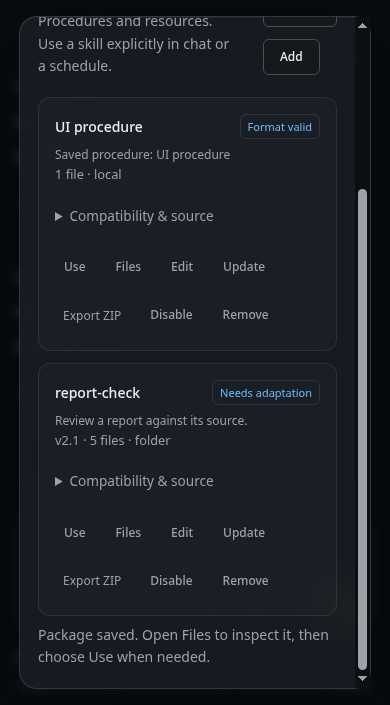 Procedures and resources.
Use a skill explicitly in chat or
a schedule.
Add
UI procedure
Format valid
Saved procedure: UI procedure
1 file · local
▶ Compatibility & source
Use Files Edit Update
Export ZIP Disable Remove
report-check
Needs adaptation
Review a report against its source.
v2.1 · 5 files · folder
▶ Compatibility & source
Use Files Edit Update
Export ZIP Disable Remove
Package saved. Open Files to inspect it, then
choose Use when needed.